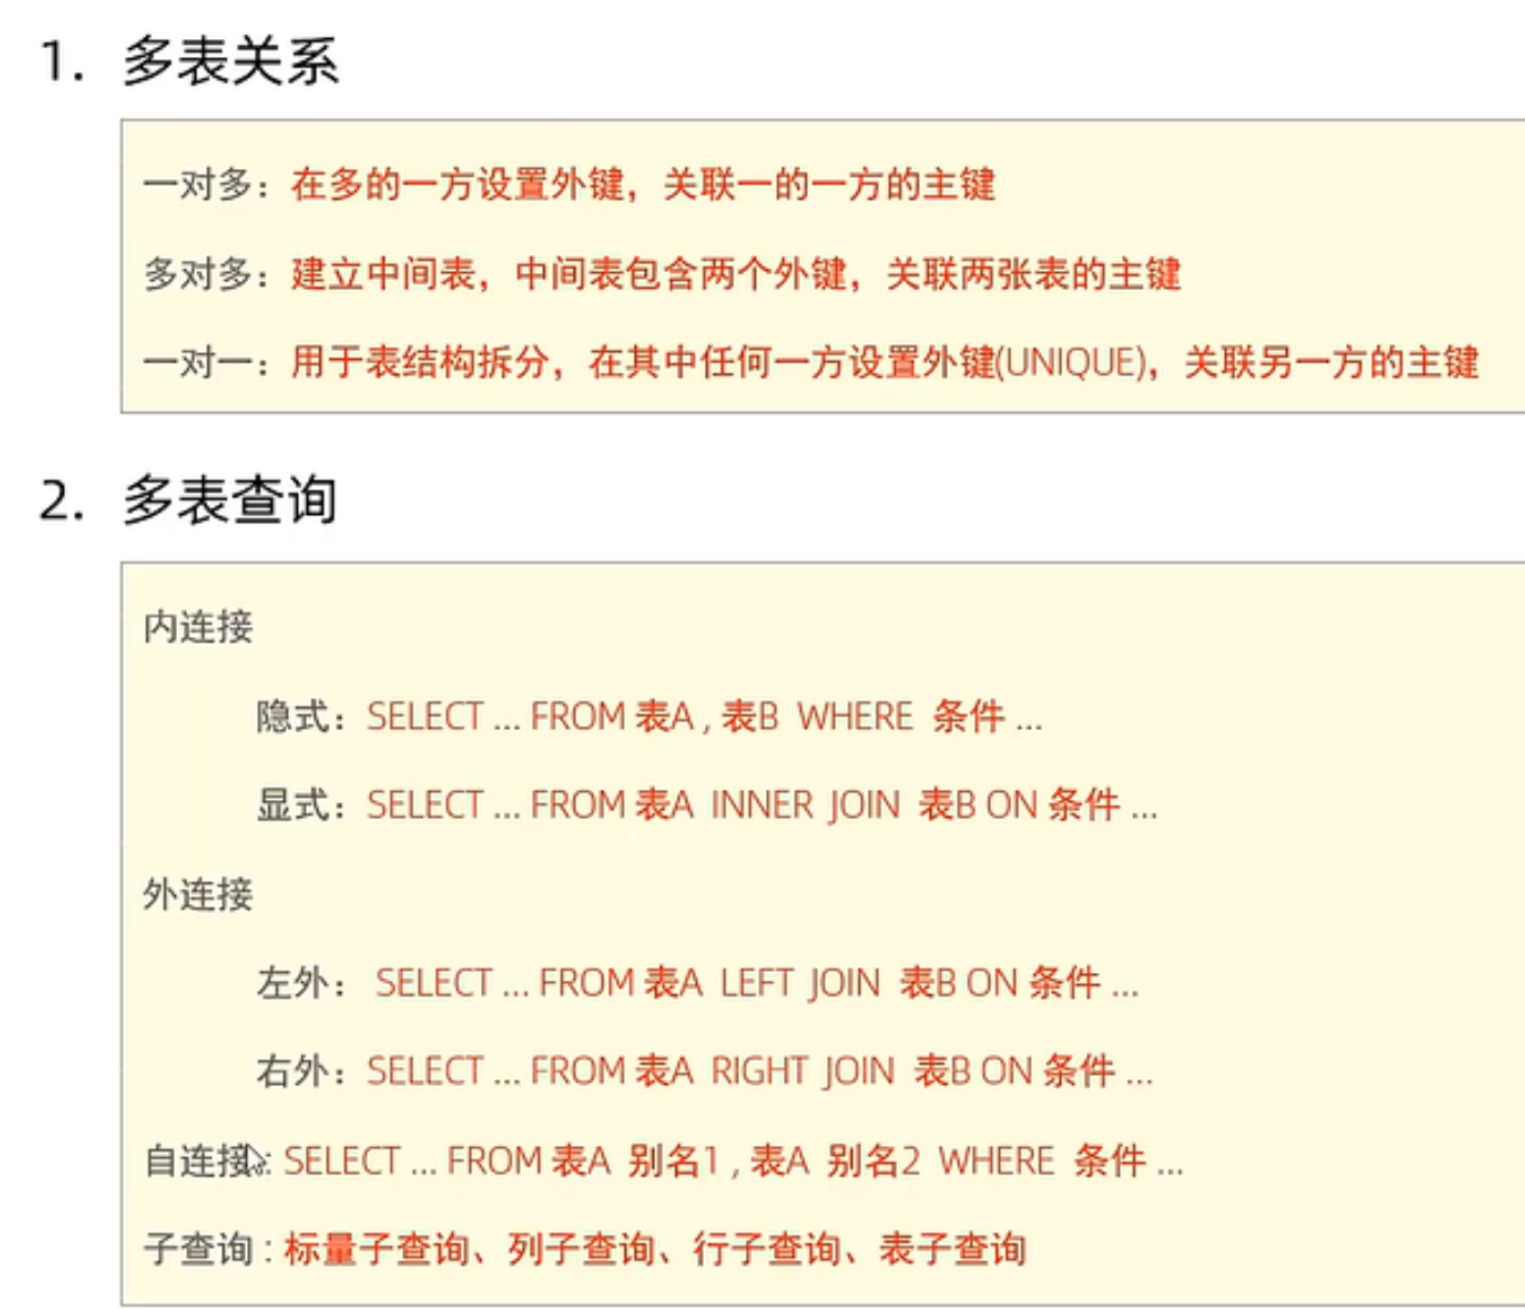 1. 多表关系
一对多：在多的一方设置外键，关联一的一方的主键
多对多：建立中间表，中间表包含两个外键，关联两张表的主键
一对一：用于表结构拆分，在其中任何一方设置外键(UNIQUE)，关联另一方的主键
2. 多表查询
内连接
隐式：SELECT ... FROM 表A , 表B WHERE 条件 ...
显式：SELECT ... FROM 表A INNER JOIN 表B ON 条件 ...
外连接
左外： SELECT ... FROM 表A LEFT JOIN 表B ON 条件 ...
右外：SELECT ... FROM 表A RIGHT JOIN 表B ON 条件 ...
自连接: SELECT ... FROM 表A 别名1 , 表A 别名2 WHERE 条件 ...
子查询 : 标量子查询、列子查询、行子查询、表子查询